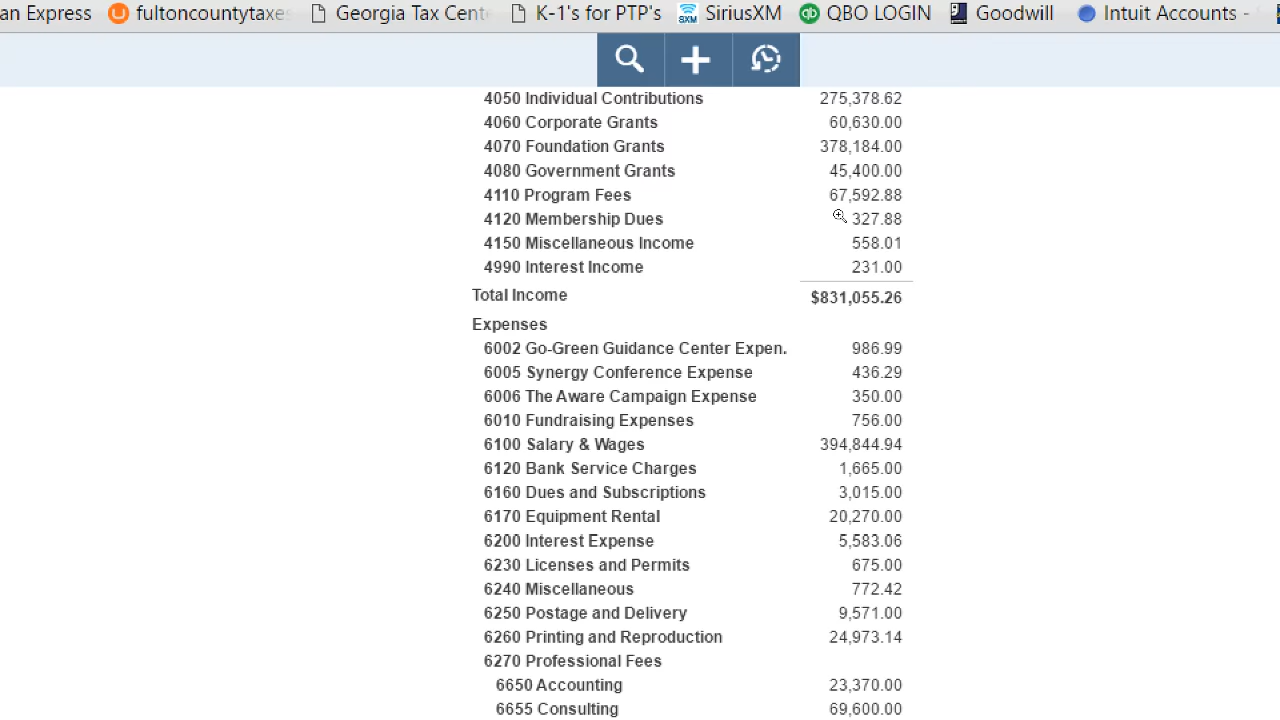 an Express fultoncountytaxes Georgia Tax Cent K-1's for PTP's SXM SiriusXM qb QBO LOGIN Goodwill Intuit Accounts -
4050 Individual Contributions 275,378.62
4060 Corporate Grants 60,630.00
4070 Foundation Grants 378,184.00
4080 Government Grants 45,400.00
4110 Program Fees 67,592.88
4120 Membership Dues 327.88
4150 Miscellaneous Income 558.01
4990 Interest Income 231.00
Total Income $831,055.26
Expenses
6002 Go-Green Guidance Center Expen. 986.99
6005 Synergy Conference Expense 436.29
6006 The Aware Campaign Expense 350.00
6010 Fundraising Expenses 756.00
6100 Salary & Wages 394,844.94
6120 Bank Service Charges 1,665.00
6160 Dues and Subscriptions 3,015.00
6170 Equipment Rental 20,270.00
6200 Interest Expense 5,583.06
6230 Licenses and Permits 675.00
6240 Miscellaneous 772.42
6250 Postage and Delivery 9,571.00
6260 Printing and Reproduction 24,973.14
6270 Professional Fees
6650 Accounting 23,370.00
6655 Consulting 69,600.00